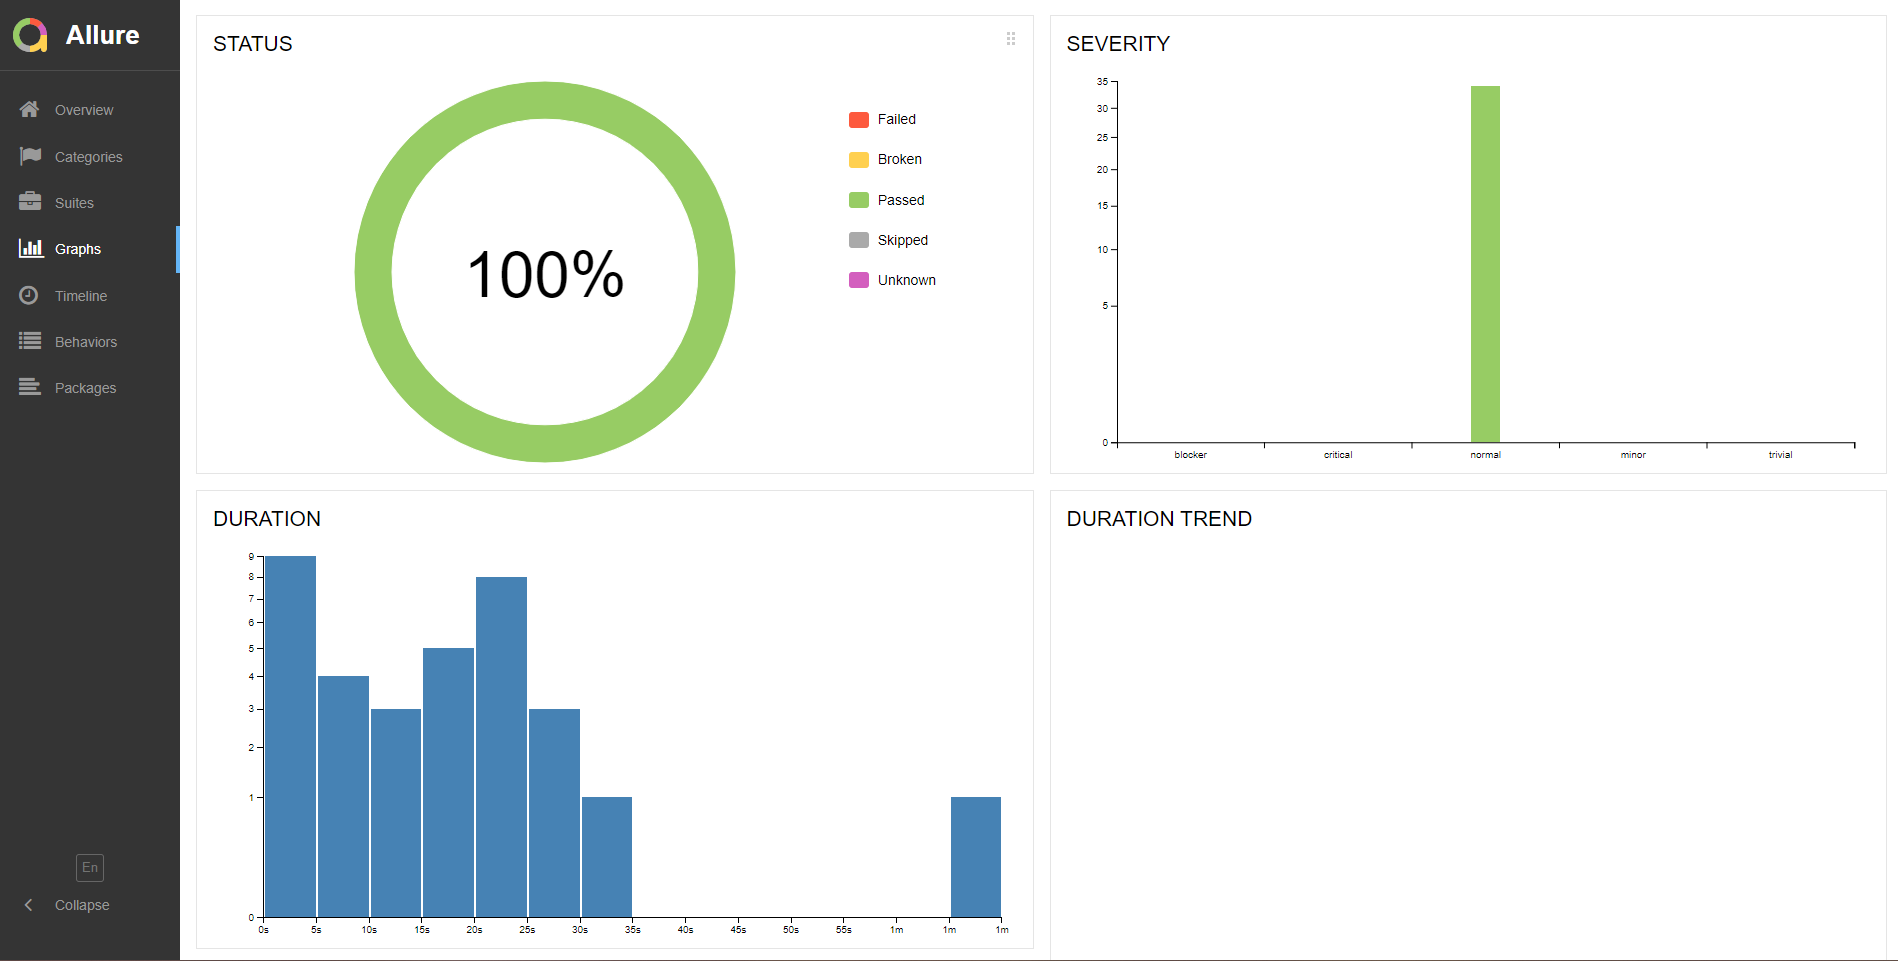 Allure
Overview
Categories
Suites
Graphs
Timeline
Behaviors
Packages
En
Collapse
STATUS
100%
Failed
Broken
Passed
Skipped
Unknown
SEVERITY
35
30
25
20
15
10
5
0
blocker critical normal minor trivial
DURATION
9
8
7
6
5
4
3
2
1
0
0s 5s 10s 15s 20s 25s 30s 35s 40s 45s 50s 55s 1m 1m 1m
DURATION TREND